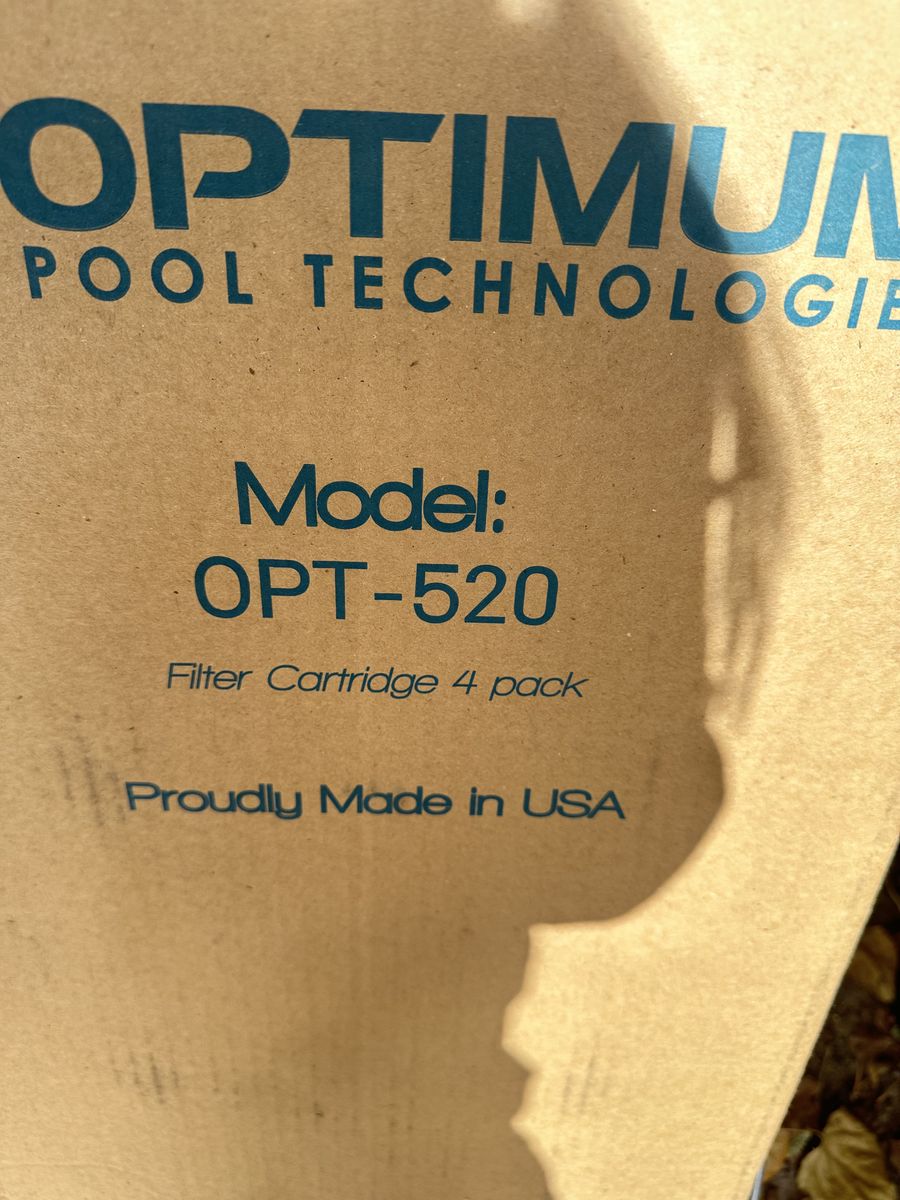 OPTIMUM
POOL TECHNOLOGIE
Model:
OPT-520
Filter Cartridge 4 pack
Proudly Made in USA